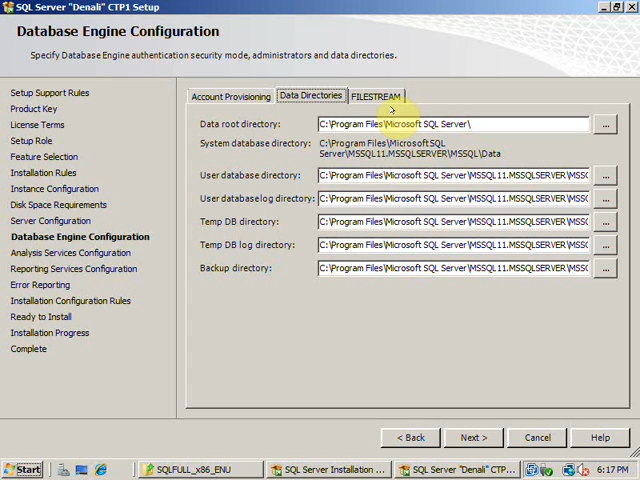 SQL Server "Denali" CTP1 Setup
Database Engine Configuration
Specify Database Engine authentication security mode, administrators and data directories.
Setup Support Rules
Product Key
License Terms
Setup Role
Feature Selection
Installation Rules
Instance Configuration
Disk Space Requirements
Server Configuration
Database Engine Configuration
Analysis Services Configuration
Reporting Services Configuration
Error Reporting
Installation Configuration Rules
Ready to Install
Installation Progress
Complete
Account Provisioning Data Directories FILESTREAM
Data root directory: C:\Program Files\Microsoft SQL Server\ ...
System database directory: C:\Program Files\Microsoft SQL
Server\MSSQL11.MSSQLSERVER\MSSQL\Data
User database directory: C:\Program Files\Microsoft SQL Server\MSSQL11.MSSQLSERVER\MSSC ...
User database log directory: C:\Program Files\Microsoft SQL Server\MSSQL11.MSSQLSERVER\MSSC ...
Temp DB directory: C:\Program Files\Microsoft SQL Server\MSSQL11.MSSQLSERVER\MSSC ...
Temp DB log directory: C:\Program Files\Microsoft SQL Server\MSSQL11.MSSQLSERVER\MSSC ...
Backup directory: C:\Program Files\Microsoft SQL Server\MSSQL11.MSSQLSERVER\MSSC ...
< Back Next > Cancel Help
Start SQLFULL_x86_ENU SQL Server Installation ... SQL Server "Denali" CTP... 6:17 PM